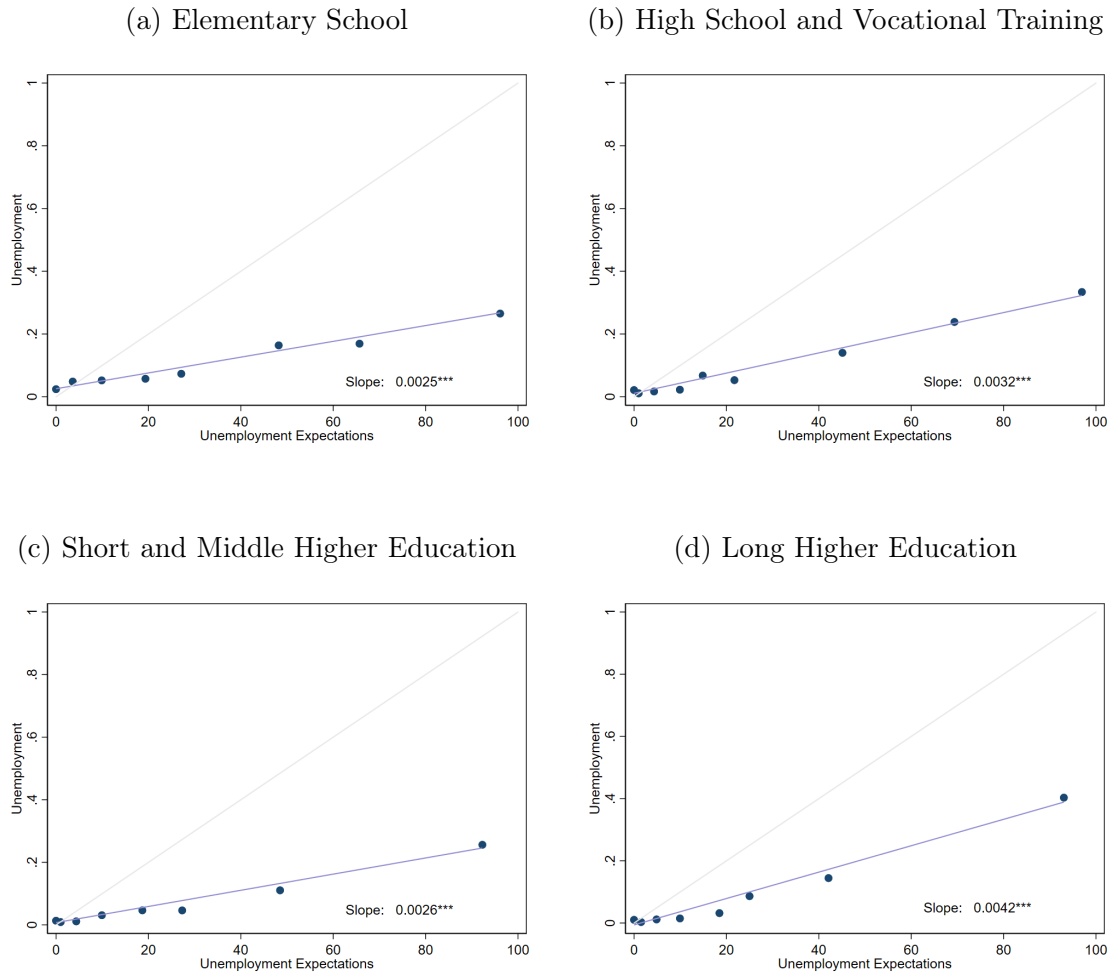 (a) Elementary School
(b) High School and Vocational Training
1
.8
.6
.4
.2
0
Unemployment
Slope: 0.0025***
0 20 40 60 80 100
Unemployment Expectations
1
.8
.6
.4
.2
0
Unemployment
Slope: 0.0032***
0 20 40 60 80 100
Unemployment Expectations
(c) Short and Middle Higher Education
(d) Long Higher Education
1
.8
.6
.4
.2
0
Unemployment
Slope: 0.0026***
0 20 40 60 80 100
Unemployment Expectations
1
.8
.6
.4
.2
0
Unemployment
Slope: 0.0042***
0 20 40 60 80 100
Unemployment Expectations